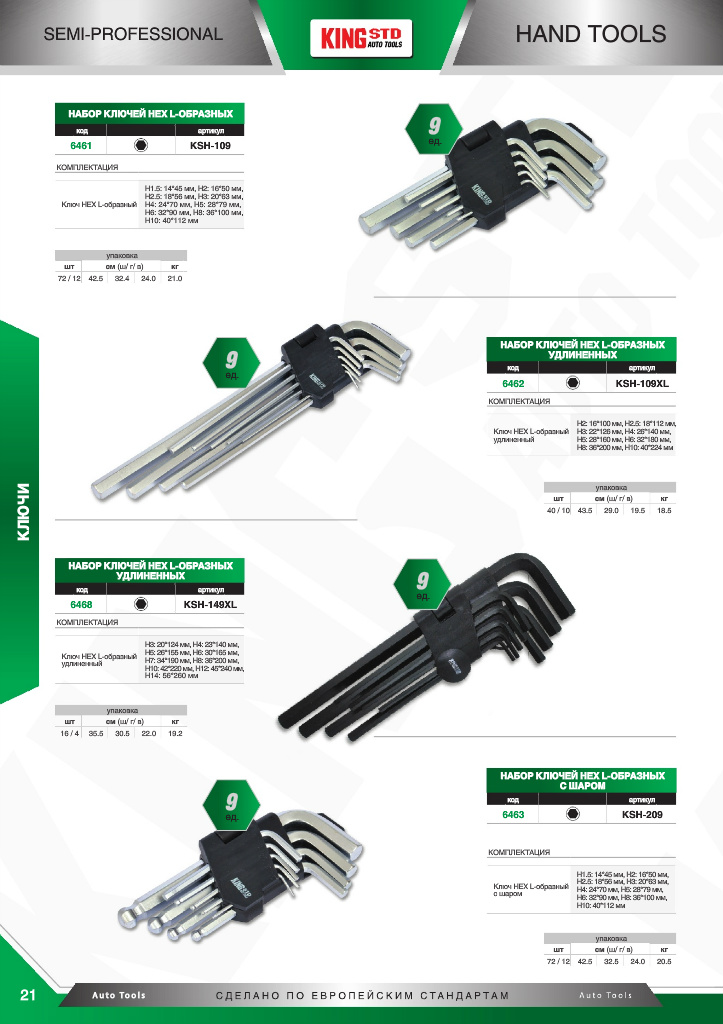 SEMI-PROFESSIONAL
KING STD
AUTO TOOLS
HAND TOOLS
НАБОР КЛЮЧЕЙ HEX L-ОБРАЗНЫХ
код артикул
6461 KSH-109
КОМПЛЕКТАЦИЯ
Ключ HEX L-образный
H1.5: 14*45 мм, H2: 16*50 мм,
H2.5: 18*56 мм, H3: 20*63 мм,
H4: 24*70 мм, H5: 28*79 мм,
H6: 32*90 мм, H8: 36*100 мм,
H10: 40*112 мм
упаковка
шт см (ш/ г/ в) кг
72 / 12 42.5 32.4 24.0 21.0
9
ед.
KINGSTD
9
ед.
KINGSTD
НАБОР КЛЮЧЕЙ HEX L-ОБРАЗНЫХ
УДЛИНЕННЫХ
код артикул
6462 KSH-109XL
КОМПЛЕКТАЦИЯ
Ключ HEX L-образный
удлиненный
H2: 16*100 мм, H2.5: 18*112 мм,
H3: 22*126 мм, H4: 26*140 мм,
H5: 28*160 мм, H6: 32*180 мм,
H8: 36*200 мм, H10: 40*224 мм
упаковка
шт см (ш/ г/ в) кг
40 / 10 43.5 29.0 19.5 18.5
КЛЮЧИ
НАБОР КЛЮЧЕЙ HEX L-ОБРАЗНЫХ
УДЛИНЕННЫХ
код артикул
6468 KSH-149XL
КОМПЛЕКТАЦИЯ
Ключ HEX L-образный
удлиненный
H3: 20*124 мм, H4: 23*140 мм,
H5: 26*155 мм, H6: 30*165 мм,
H7: 34*190 мм, H8: 36*200 мм,
H10: 42*220 мм, H12: 45*240 мм,
H14: 56*260 мм
упаковка
шт см (ш/ г/ в) кг
16 / 4 35.5 30.5 22.0 19.2
9
ед.
KINGSTD
9
ед.
KINGSTD
НАБОР КЛЮЧЕЙ HEX L-ОБРАЗНЫХ
С ШАРОМ
код артикул
6463 KSH-209
КОМПЛЕКТАЦИЯ
Ключ HEX L-образный
с шаром
H1.5: 14*45 мм, H2: 16*50 мм,
H2.5: 18*56 мм, H3: 20*63 мм,
H4: 24*70 мм, H5: 28*79 мм,
H6: 32*90 мм, H8: 36*100 мм,
H10: 40*112 мм
упаковка
шт см (ш/ г/ в) кг
72 / 12 42.5 32.5 24.0 20.5
21
Auto Tools
СДЕЛАНО ПО ЕВРОПЕЙСКИМ СТАНДАРТАМ
Auto Tools